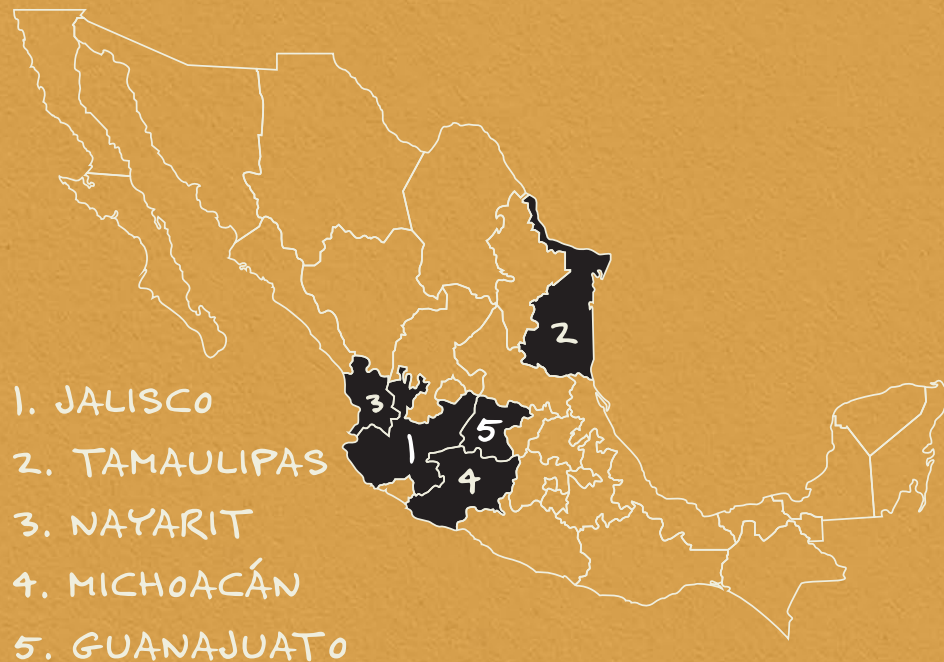 2
3
5
1
4
1. JALISCO
2. TAMAULIPAS
3. NAYARIT
4. MICHOACÁN
5. GUANAJUATO